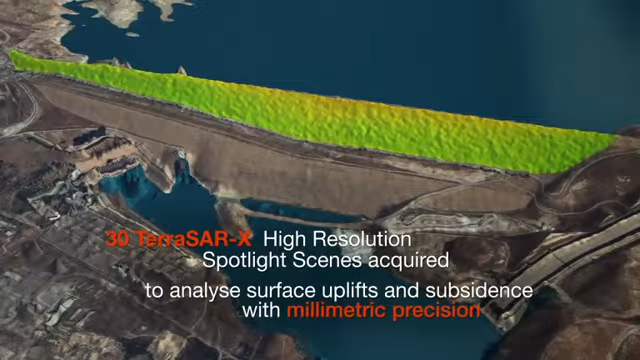 30 TerraSAR-X High Resolution
Spotlight Scenes acquired
to analyse surface uplifts and subsidence
with millimetric precision